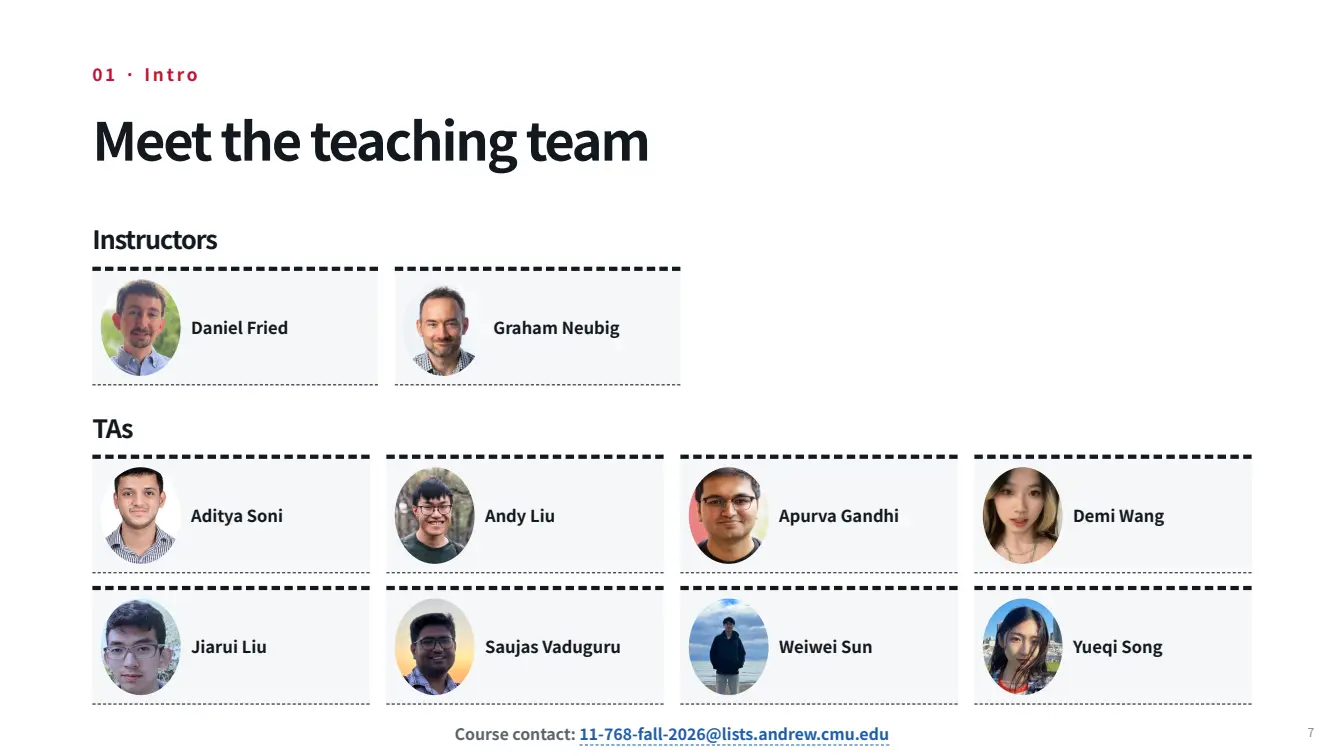 01 · Intro
Meet the teaching team
Instructors
Daniel Fried
Graham Neubig
TAs
Aditya Soni
Andy Liu
Apurva Gandhi
Demi Wang
Jiarui Liu
Saujas Vaduguru
Weiwei Sun
Yueqi Song
Course contact: 11-768-fall-2026@lists.andrew.cmu.edu
7